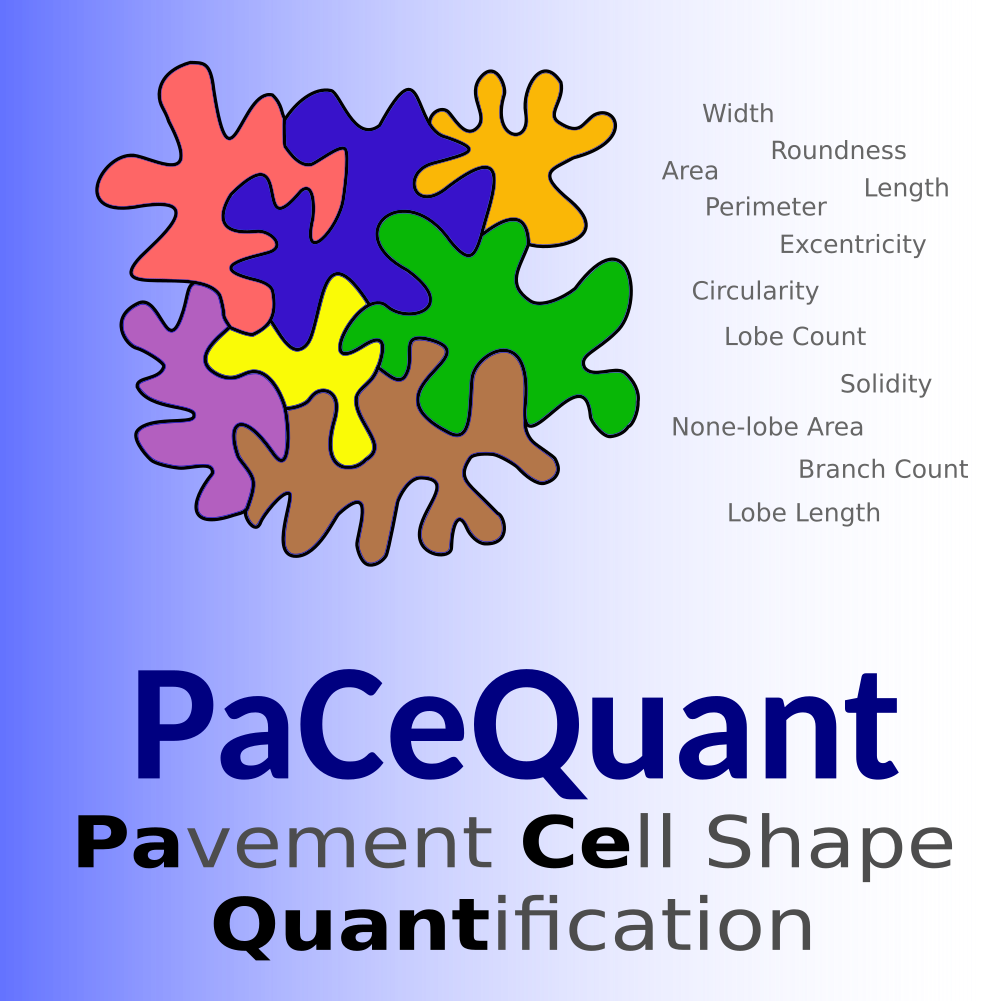 Width
Roundness
Area
Length
Perimeter
Excentricity
Circularity
Lobe Count
Solidity
None-lobe Area
Branch Count
Lobe Length
PaCeQuant
Pavement Cell Shape
Quantification